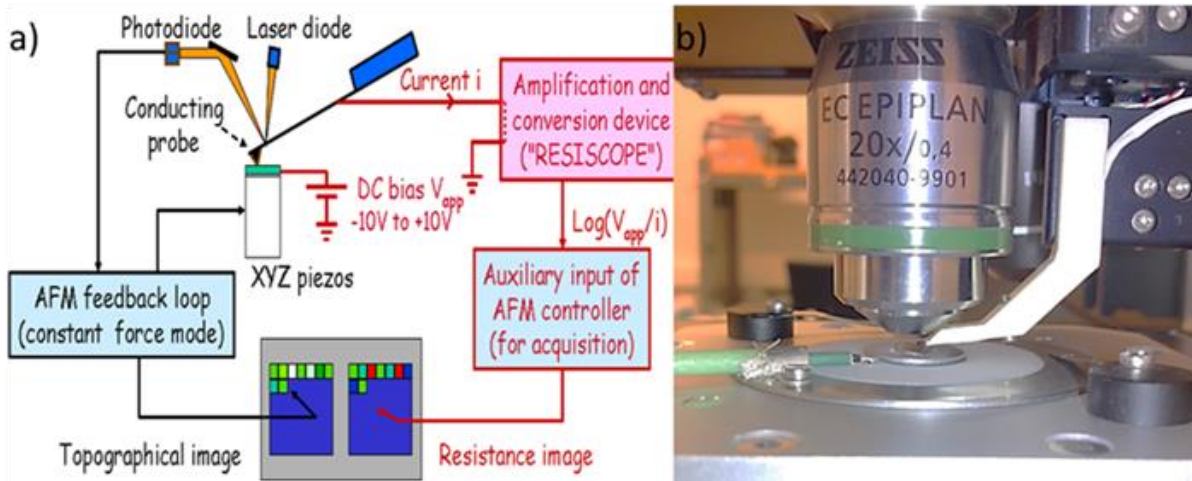 a)
Photodiode
Laser diode
Conducting
probe
Current i
Amplification and
conversion device
("RESISCOPE")
DC bias Vapp
-10V to +10V
Log(Vapp/i)
XYZ piezos
AFM feedback loop
(constant force mode)
Auxiliary input of
AFM controller
(for acquisition)
Topographical image
Resistance image
b)
ZEISS
EC EPIPLAN
20x/0,4
442040-9901